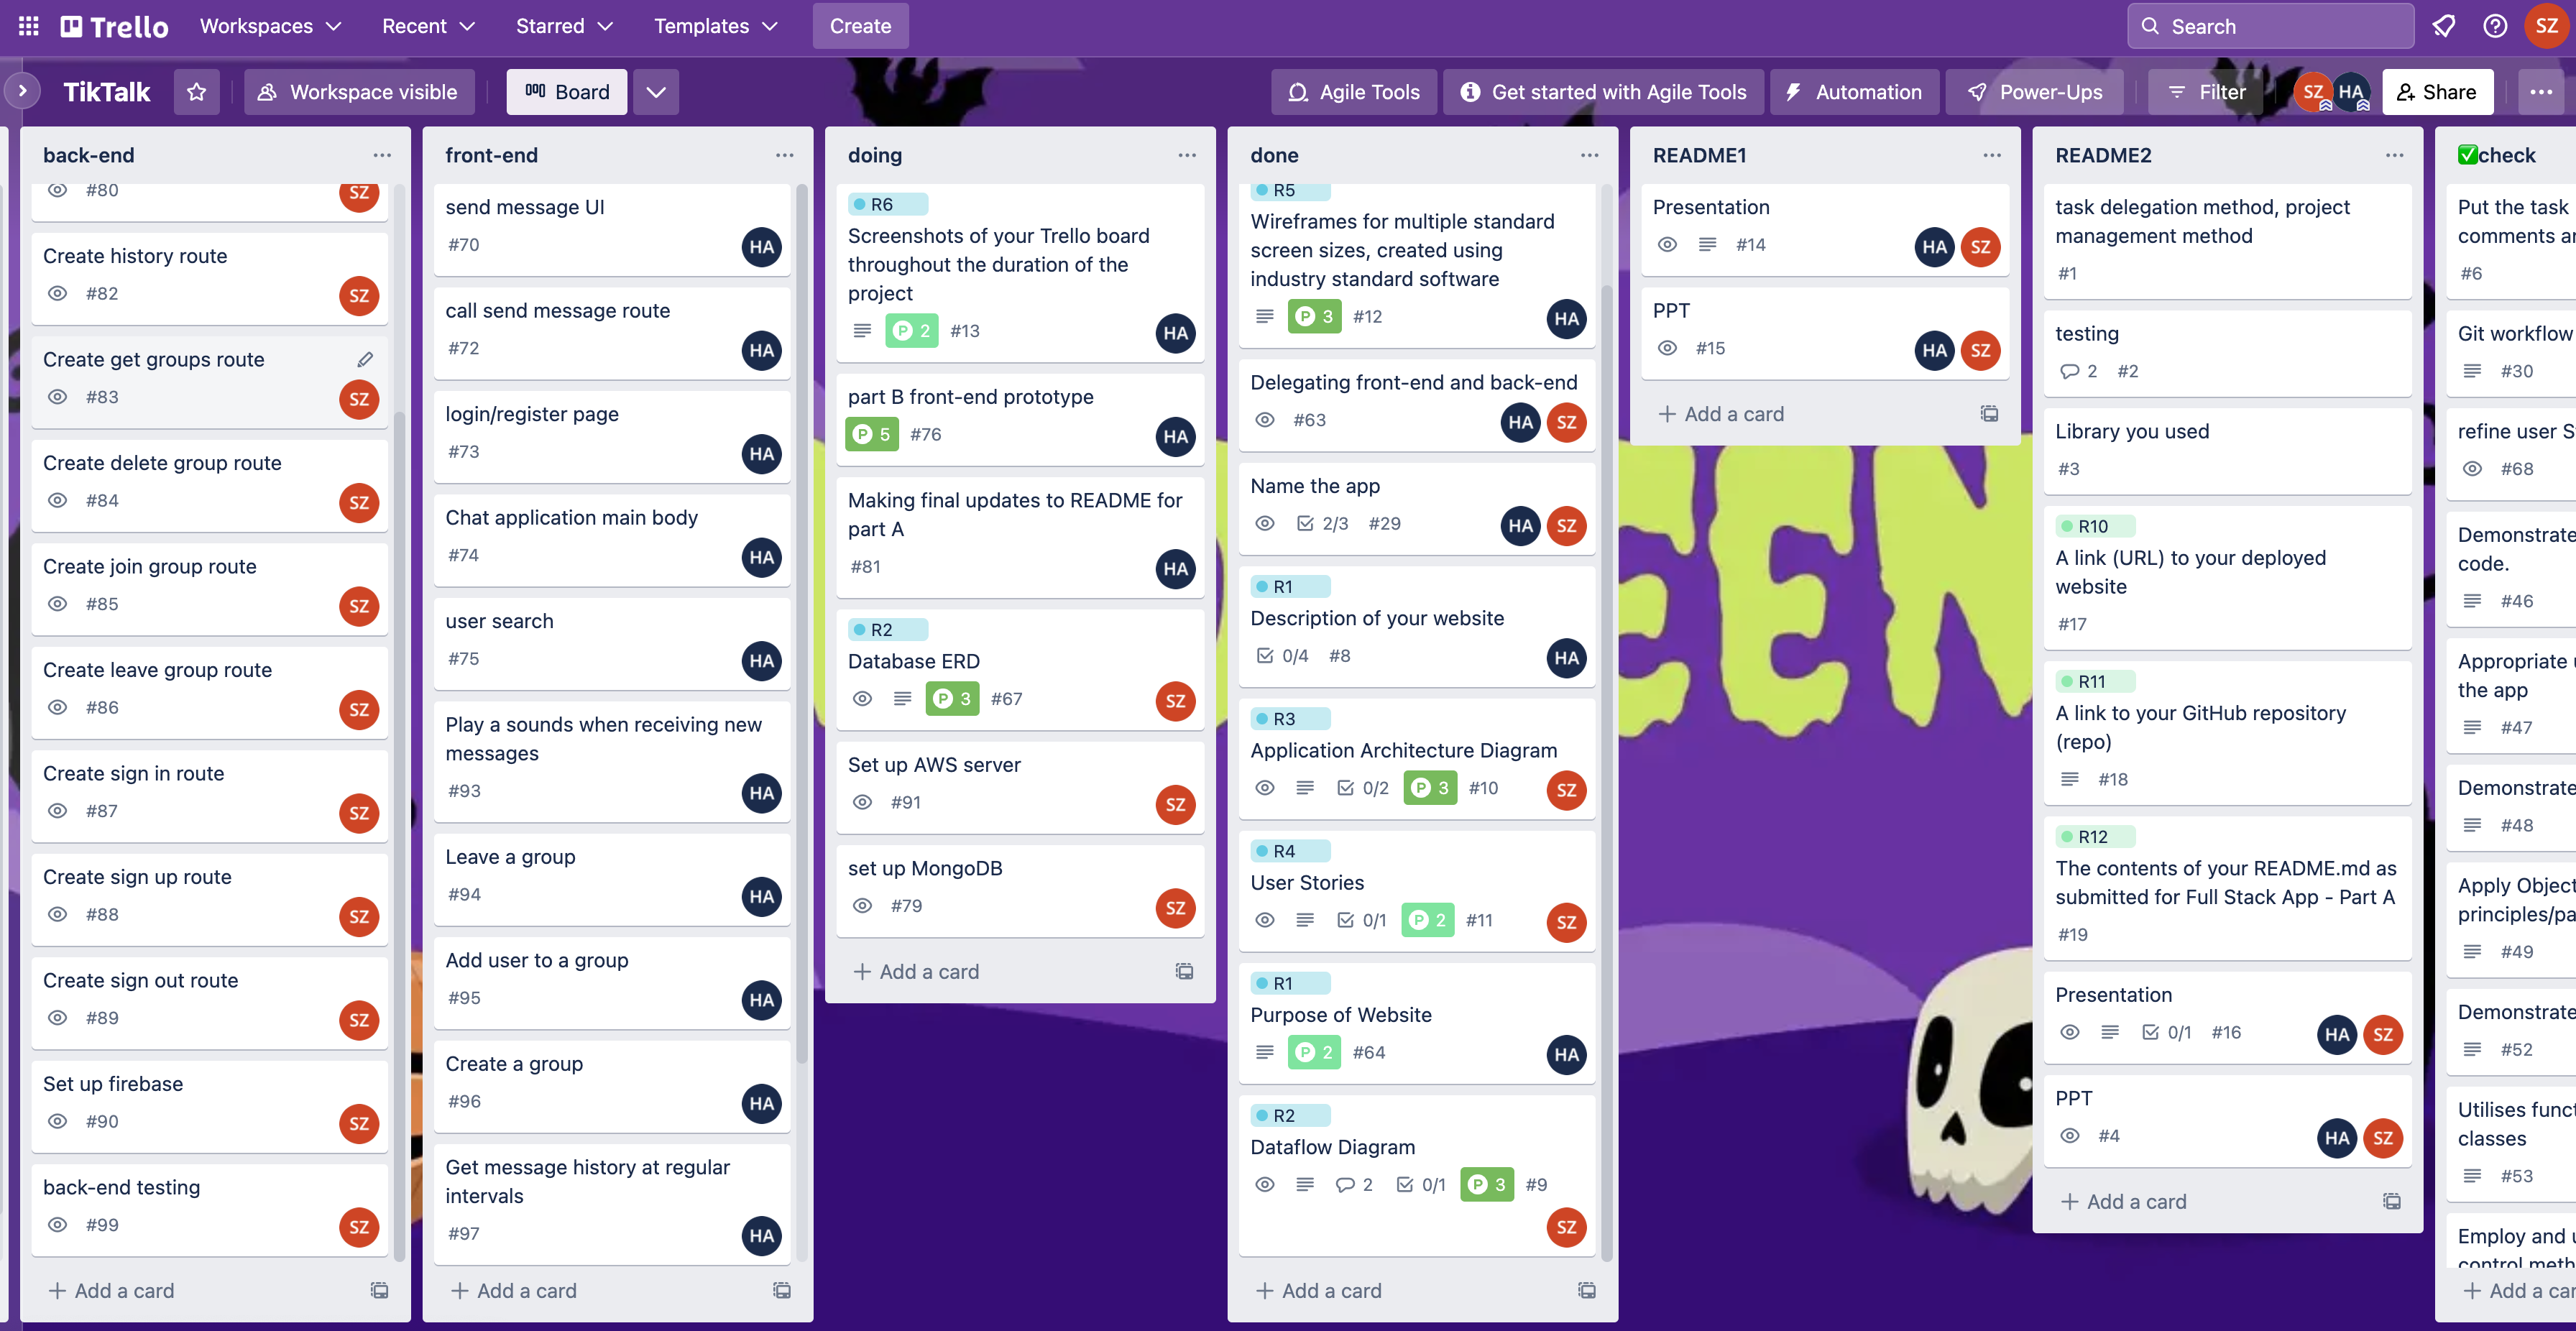 Trello
Workspaces
Recent
Starred
Templates
Create
Search
SZ
TikTalk
Workspace visible
Board
Agile Tools
Get started with Agile Tools
Automation
Power-Ups
Filter
SZ
HA
Share
back-end
#80
SZ
Create history route
#82
SZ
Create get groups route
#83
SZ
Create delete group route
#84
SZ
Create join group route
#85
SZ
Create leave group route
#86
SZ
Create sign in route
#87
SZ
Create sign up route
#88
SZ
Create sign out route
#89
SZ
Set up firebase
#90
SZ
back-end testing
#99
SZ
+ Add a card
front-end
send message UI
#70
HA
call send message route
#72
HA
login/register page
#73
HA
Chat application main body
#74
HA
user search
#75
HA
Play a sounds when receiving new
messages
#93
HA
Leave a group
#94
HA
Add user to a group
#95
HA
Create a group
#96
HA
Get message history at regular
intervals
#97
HA
+ Add a card
doing
R6
Screenshots of your Trello board
throughout the duration of the
project
P 2 #13
HA
part B front-end prototype
P 5 #76
HA
Making final updates to README for
part A
#81
HA
R2
Database ERD
P 3 #67
SZ
Set up AWS server
#91
SZ
set up MongoDB
#79
SZ
+ Add a card
done
R5
Wireframes for multiple standard
screen sizes, created using
industry standard software
P 3 #12
HA
Delegating front-end and back-end
#63
HA SZ
Name the app
2/3 #29
HA SZ
R1
Description of your website
0/4 #8
HA
R3
Application Architecture Diagram
0/2 P 3 #10
SZ
R4
User Stories
0/1 P 2 #11
SZ
R1
Purpose of Website
P 2 #64
HA
R2
Dataflow Diagram
2 0/1 P 3 #9
SZ
+ Add a card
README1
Presentation
#14
HA SZ
PPT
#15
HA SZ
+ Add a card
EEN
README2
task delegation method, project
management method
#1
testing
2 #2
Library you used
#3
R10
A link (URL) to your deployed
website
#17
R11
A link to your GitHub repository
(repo)
#18
R12
The contents of your README.md as
submitted for Full Stack App - Part A
#19
Presentation
0/1 #16
HA SZ
PPT
#4
HA SZ
+ Add a card
✅check
Put the task
comments
#6
Git workflow
#30
refine user
#68
Demonstrate
code.
#46
Appropriate
the app
#47
Demonstrate
#48
Apply Object
principles/pa
#49
Demonstrate
#52
Utilises
classes
#53
Employ and
control
+ Add a